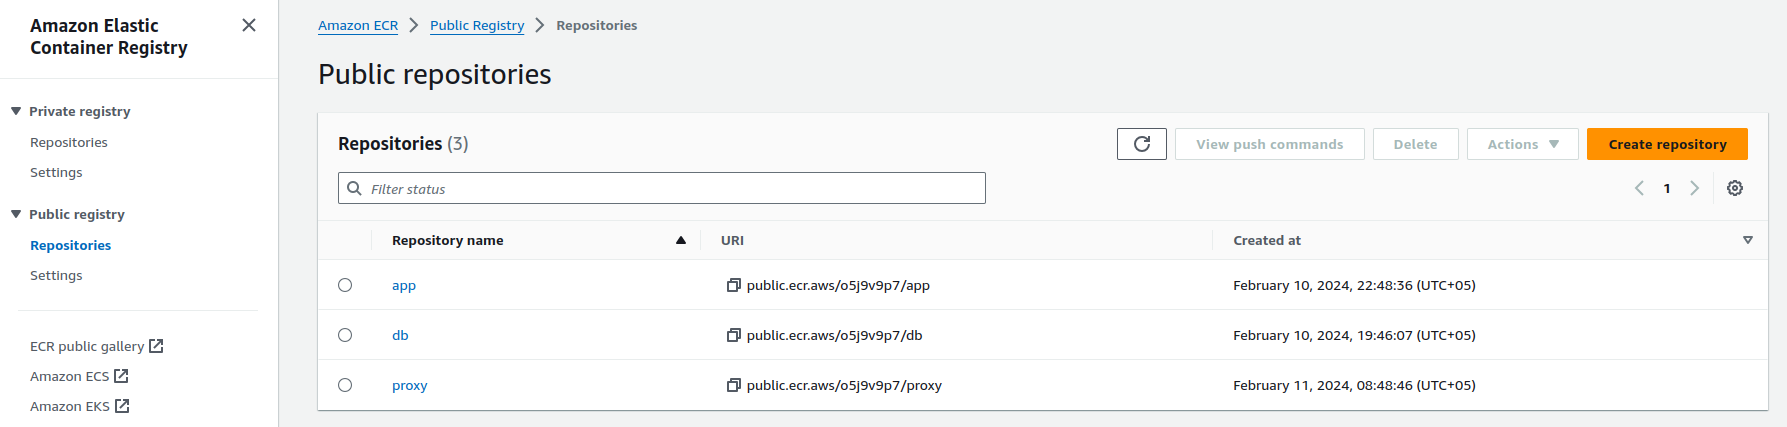 Amazon Elastic
Container Registry
Private registry
Repositories
Settings
Public registry
Repositories
Settings
ECR public gallery
Amazon ECS
Amazon EKS
Amazon ECR > Public Registry > Repositories
Public repositories
Repositories (3)
View push commands
Delete
Actions
Create repository
Filter status
1
Repository name URI Created at
app public.ecr.aws/o5j9v9p7/app February 10, 2024, 22:48:36 (UTC+05)
db public.ecr.aws/o5j9v9p7/db February 10, 2024, 19:46:07 (UTC+05)
proxy public.ecr.aws/o5j9v9p7/proxy February 11, 2024, 08:48:46 (UTC+05)